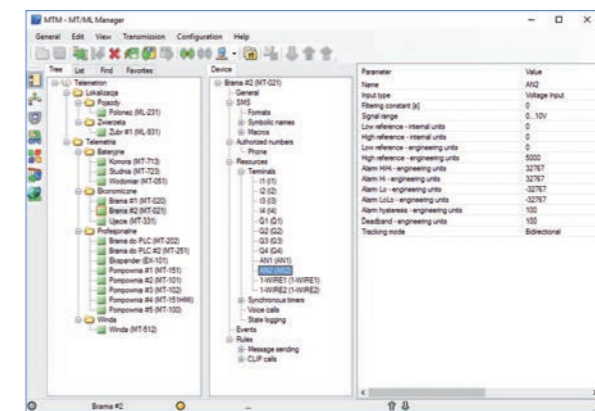 MTM - MT/ML Manager
General Edit View Transmission Configuration Help
Tree List Find Favorites
Telemetron
Lokalizacja
Pojazdy
Polonez (ML-231)
Zwierzeta
Żubr #1 (ML-931)
Telemetria
Bateryjne
Komora (MT-713)
Studnia (MT-723)
Wodomiar (MT-051)
Ekonomiczne
Brama #1 (MT-020)
Brama #2 (MT-021)
Ujecie (MT-331)
Profesjonalne
Brama do PLC (MT-202)
Brama do PLC #2 (MT-251)
Ekspander (EX-101)
Pompownia #1 (MT-151)
Pompownia #2 (MT-101)
Pompownia #3 (MT-102)
Pompownia #4 (MT-151HMI)
Pompownia #5 (MT-100)
Winda
Winda (MT-512)
Device
Brama #2 (MT-021)
General
SMS
Formats
Symbolic names
Macros
Authorized numbers
Phone
Resources
Terminals
I1 (I1)
I2 (I2)
I3 (I3)
I4 (I4)
Q1 (Q1)
Q2 (Q2)
Q3 (Q3)
Q4 (Q4)
AN1 (AN1)
AN2 (AN2)
1-WIRE1 (1-WIRE1)
1-WIRE2 (1-WIRE2)
Synchronous timers
Voice calls
State logging
Events
Rules
Message sending
CLIP calls
Parameter Value
Name AN2
Input type Voltage Input
Filtering constant [s] 0
Signal range 0...10V
Low reference - internal units 0
High reference - internal units 0
Low reference - engineering units 0
High reference - engineering units 5000
Alarm HiHi - engineering units 32767
Alarm Hi - engineering units 32767
Alarm Lo - engineering units -32767
Alarm LoLo - engineering units -32767
Alarm hysteresis - engineering units 100
Deadband - engineering units 100
Tracking mode Bidirectional
Brama #2 --